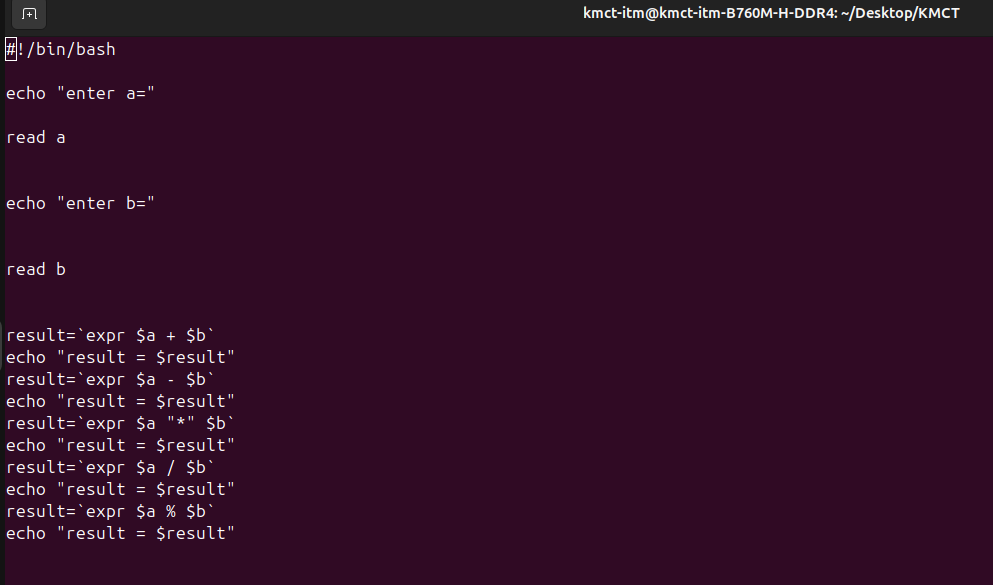 kmct-itm@kmct-itm-B760M-H-DDR4: ~/Desktop/KMCT
#!/bin/bash
echo "enter a="
read a
echo "enter b="
read b
result=`expr $a + $b`
echo "result = $result"
result=`expr $a - $b`
echo "result = $result"
result=`expr $a "*" $b`
echo "result = $result"
result=`expr $a / $b`
echo "result = $result"
result=`expr $a % $b`
echo "result = $result"